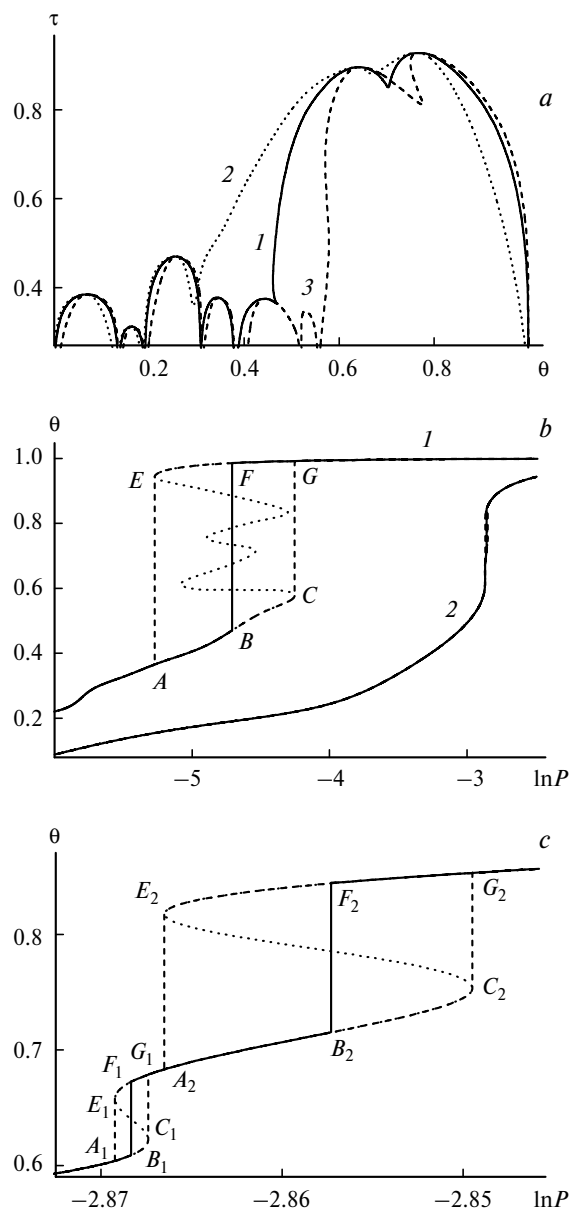 τ
a
0.8
2
0.6
1
0.4
3
0.2 0.4 0.6 0.8 θ
θ
b
1.0
1
E F G
0.8
0.6
C
2
B
0.4
A
0.2
−5 −4 −3 lnP
θ
c
E₂
F₂ G₂
0.8
C₂
B₂
0.7
F₁ G₁
A₂
E₁
C₁
A₁
B₁
0.6
−2.87 −2.86 −2.85 lnP